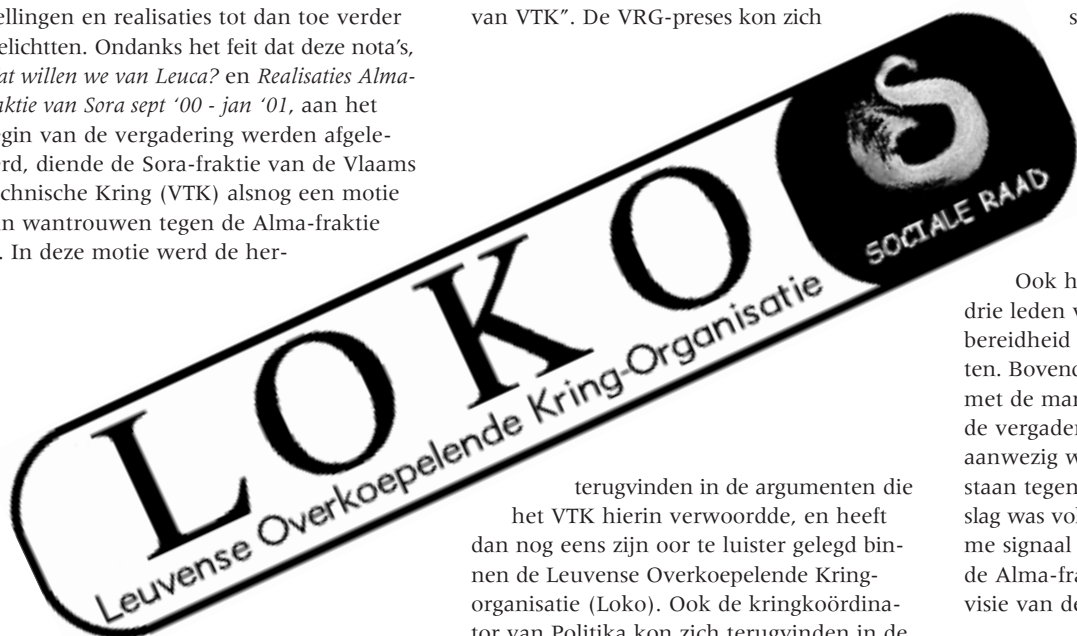 ellingen en realisaties tot dan toe verder
elichtten. Ondanks het feit dat deze nota's,
at willen we van Leuca? en Realisaties Alma-
aktie van Sora sept ‘00 - jan ‘01, aan het
egin van de vergadering werden afgele-
erd, diende de Sora-fraktie van de Vlaams
echnische Kring (VTK) alsnog een motie
n wantrouwen tegen de Alma-fraktie
. In deze motie werd de her-
LOKO
Leuvense Overkoepelende Kring-Organisatie
S
SOCIALE RAAD
van VTK”. De VRG-preses kon zich
terugvinden in de argumenten die
het VTK hierin verwoordde, en heeft
dan nog eens zijn oor te luister gelegd bin-
nen de Leuvense Overkoepelende Kring-
organisatie (Loko). Ook de kringkoördina-
tor van Politika kon zich terugvinden in de
s
Ook h
drie leden v
bereidheid
ten. Bovend
met de mar
de vergader
aanwezig w
staan tegen
slag was vol
me signaal
de Alma-fra
visie van de